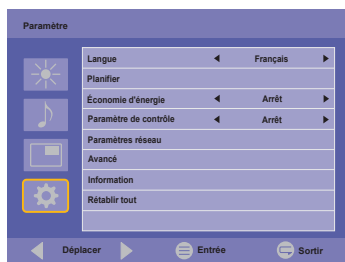 Paramètre
Langue Français
Planifier
Économie d'énergie Arrêt
Paramètre de contrôle Arrêt
Paramètres réseau
Avancé
Information
Rétablir tout
Déplacer Entrée Sortir